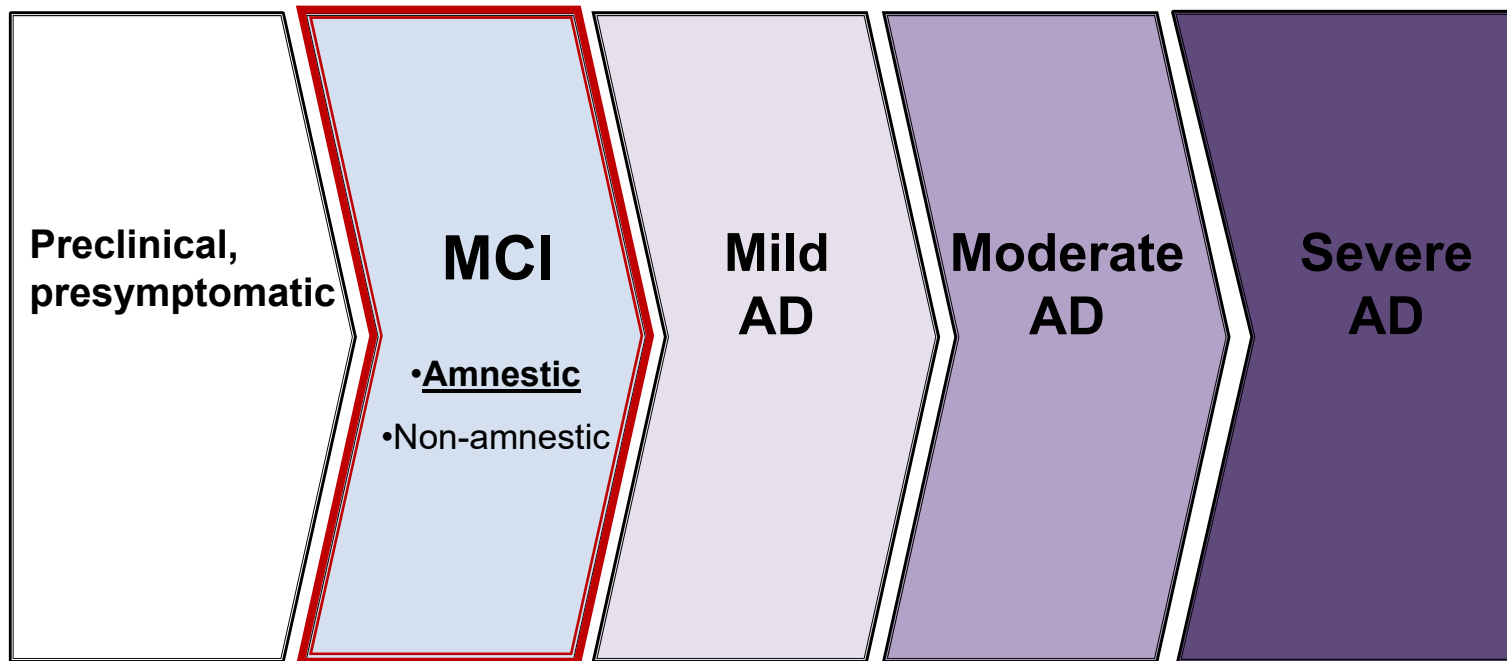 Preclinical,
presymptomatic
MCI
•Amnestic
•Non-amnestic
Mild
AD
Moderate
AD
Severe
AD